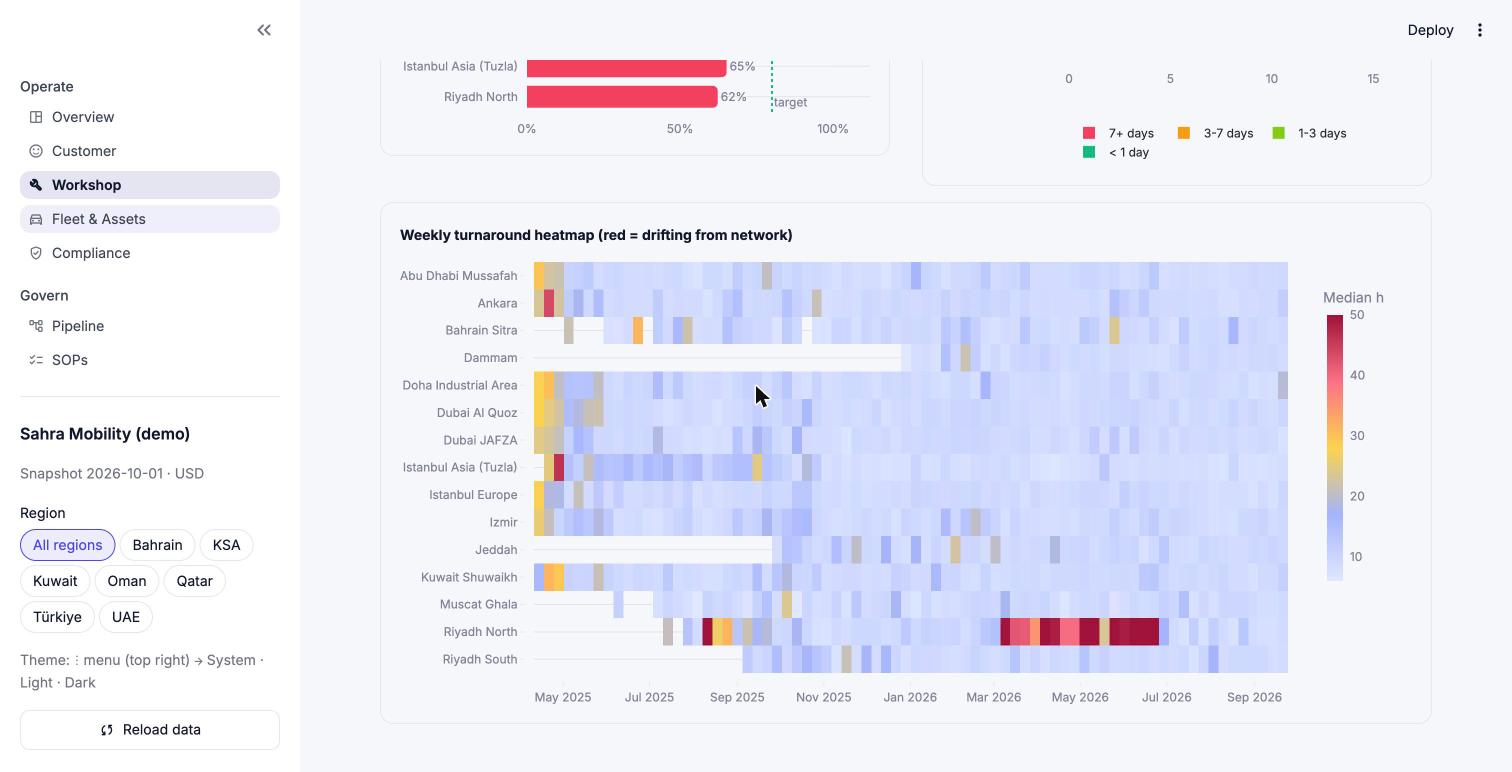 Deploy
Operate
Overview
Customer
Workshop
Fleet & Assets
Compliance
Govern
Pipeline
SOPs
Sahra Mobility (demo)
Snapshot 2026-10-01 · USD
Region
All regions
Bahrain
KSA
Kuwait
Oman
Qatar
Türkiye
UAE
Theme: ⋮ menu (top right) → System ·
Light · Dark
Reload data
Istanbul Asia (Tuzla) 65%
Riyadh North 62%
target
0% 50% 100%
0 5 10 15
7+ days 3-7 days 1-3 days
< 1 day
Weekly turnaround heatmap (red = drifting from network)
Abu Dhabi Mussafah
Ankara
Bahrain Sitra
Dammam
Doha Industrial Area
Dubai Al Quoz
Dubai JAFZA
Istanbul Asia (Tuzla)
Istanbul Europe
Izmir
Jeddah
Kuwait Shuwaikh
Muscat Ghala
Riyadh North
Riyadh South
May 2025 Jul 2025 Sep 2025 Nov 2025 Jan 2026 Mar 2026 May 2026 Jul 2026 Sep 2026
Median h
50
40
30
20
10